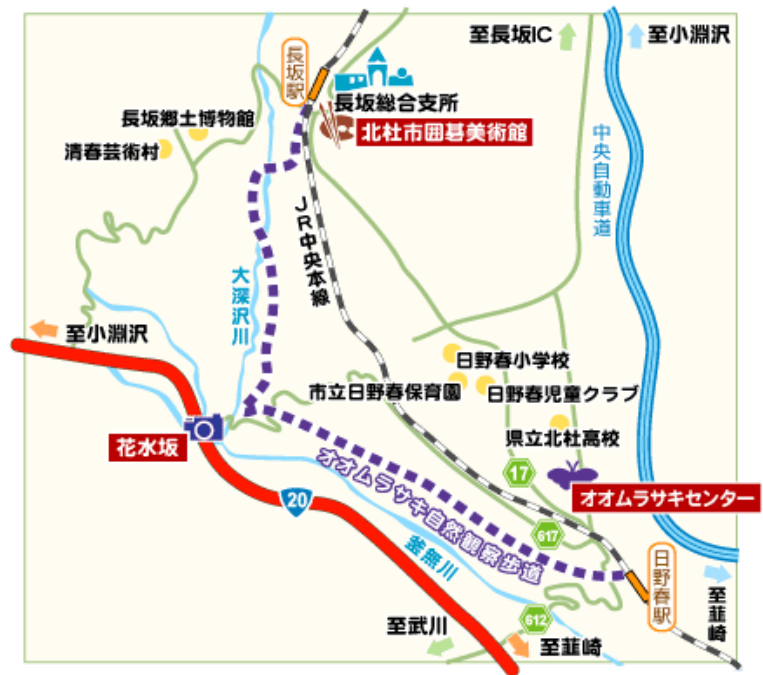 至長坂IC
至小淵沢
長坂駅
長坂総合支所
長坂郷土博物館
北杜市囲碁美術館
清春芸術村
中央自動車道
JR中央本線
大深沢川
至小淵沢
日野春小学校
市立日野春保育園
日野春児童クラブ
県立北杜高校
花水坂
オオムラサキ自然観察歩道
17
オオムラサキセンター
20
617
釜無川
日野春駅
至韮崎
612
至武川
至韮崎